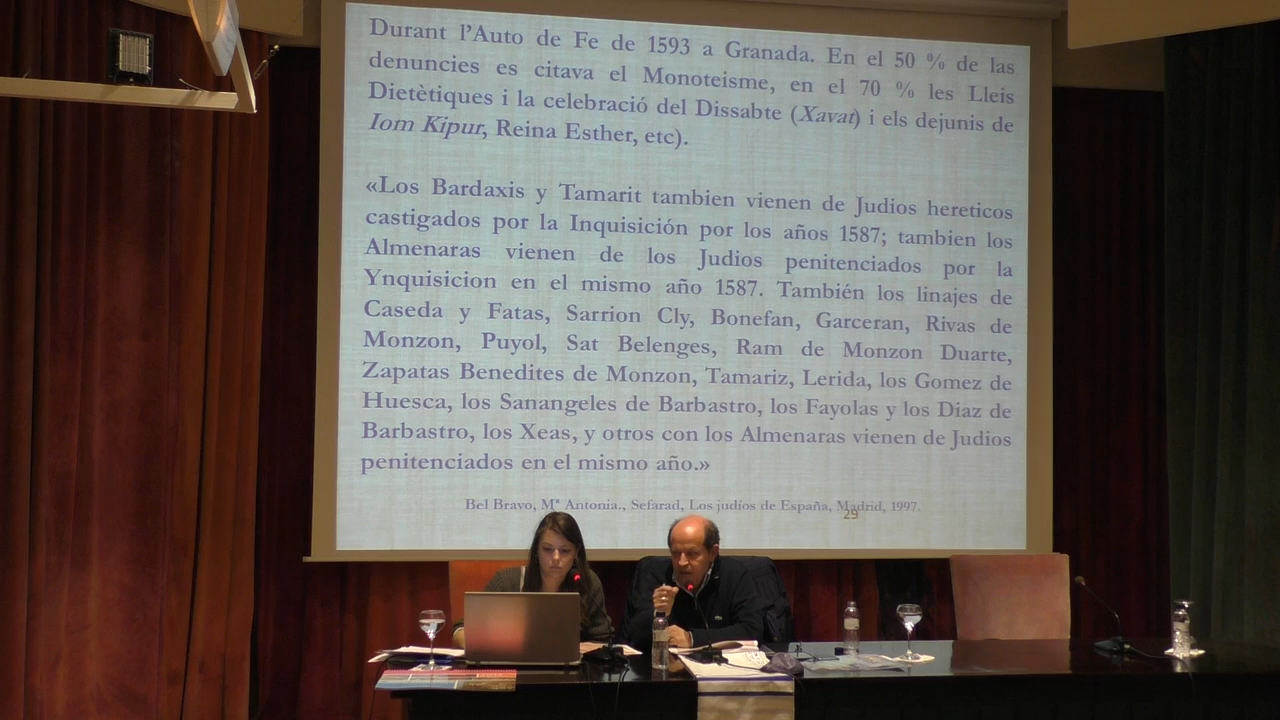 Durant l'Auto de Fe de 1593 a Granada. En el 50 % de las
denuncies es citava el Monoteisme, en el 70 % les Lleis
Dietètiques i la celebració del Dissabte (Xavat) i els dejunis de
Iom Kipur, Reina Esther, etc).
«Los Bardaxis y Tamarit tambien vienen de Judios hereticos
castigados por la Inquisición por los años 1587; tambien los
Almenaras vienen de los Judios penitenciados por la
Ynquisicion en el mismo año 1587. También los linajes de
Caseda y Fatas, Sarrion Cly, Bonefan, Garceran, Rivas de
Monzon, Puyol, Sat Belenges, Ram de Monzon Duarte,
Zapatas Benedites de Monzon, Tamariz, Lerida, los Gomez de
Huesca, los Sanangeles de Barbastro, los Fayolas y los Diaz de
Barbastro, los Xeas, y otros con los Almenaras vienen de Judios
penitenciados en el mismo año.»
Bel Bravo, Mª Antonia., Sefarad, Los judíos de España, Madrid, 1997.
29